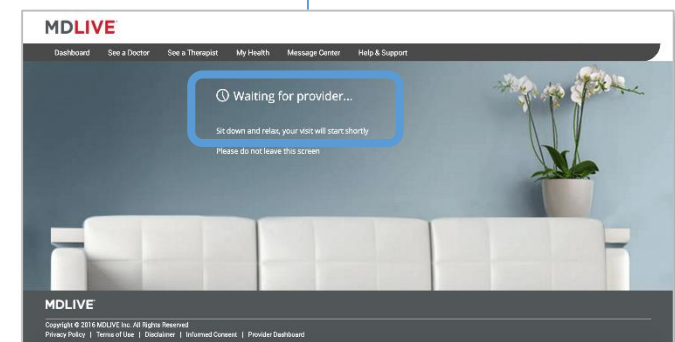 MDLIVE
Dashboard See a Doctor See a Therapist My Health Message Center Help & Support
Waiting for provider...
Sit down and relax, your visit will start shortly
Please do not leave this screen
MDLIVE
Copyright © 2016 MDLIVE Inc. All Rights Reserved
Privacy Policy | Terms of Use | Disclaimer | Informed Consent | Provider Dashboard